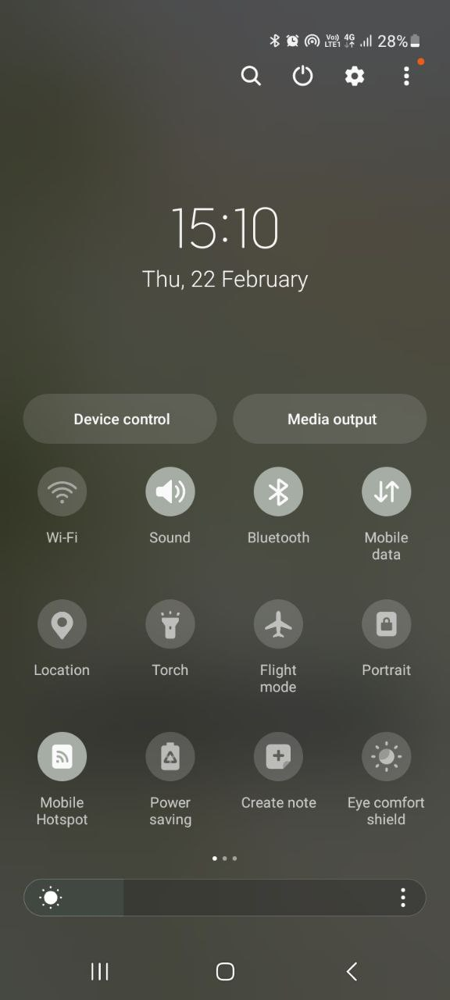 Vo)) 4G 28%
LTE1
15:10
Thu, 22 February
Device control Media output
Wi-Fi Sound Bluetooth Mobile
data
Location Torch Flight Portrait
mode
Mobile Power Create note Eye comfort
Hotspot saving shield